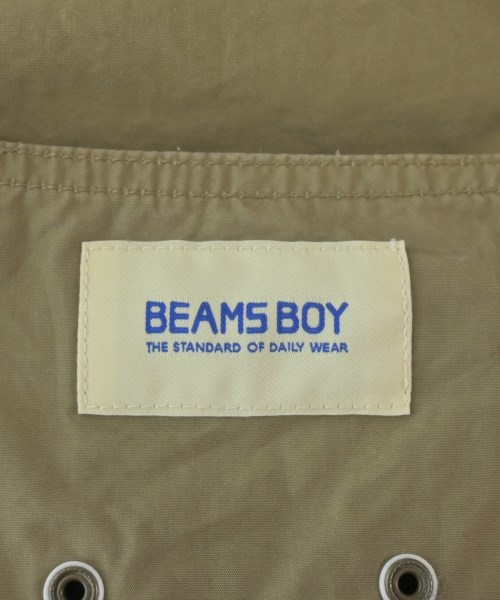 BEAMS BOY
THE STANDARD OF DAILY WEAR